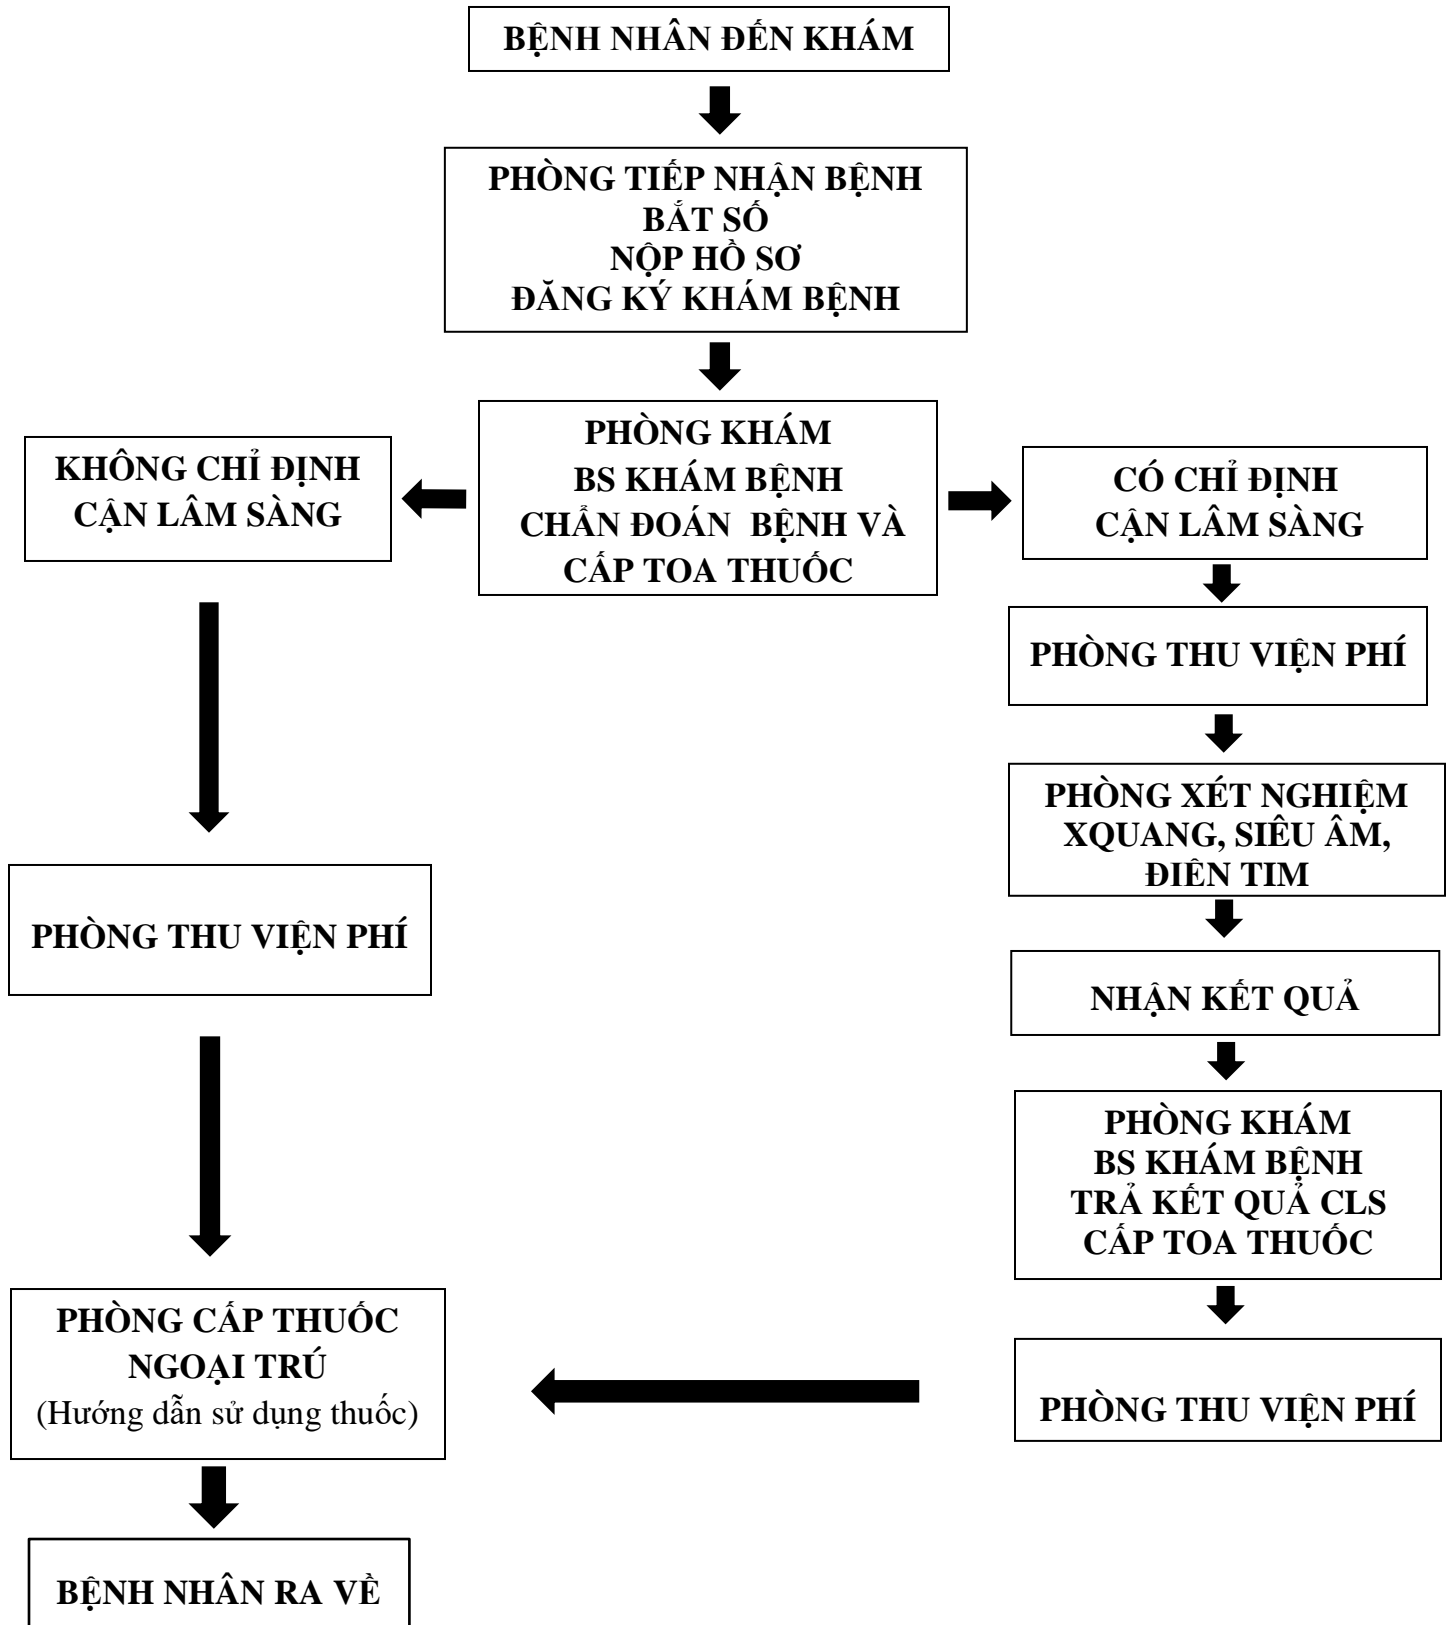 BỆNH NHÂN ĐẾN KHÁM
PHÒNG TIẾP NHẬN BỆNH
BẮT SỐ
NỘP HỒ SƠ
ĐĂNG KÝ KHÁM BỆNH
PHÒNG KHÁM
BS KHÁM BỆNH
CHẨN ĐOÁN BỆNH VÀ
CẤP TOA THUỐC
KHÔNG CHỈ ĐỊNH
CẬN LÂM SÀNG
CÓ CHỈ ĐỊNH
CẬN LÂM SÀNG
PHÒNG THU VIỆN PHÍ
PHÒNG XÉT NGHIỆM
XQUANG, SIÊU ÂM,
ĐIÊN TIM
PHÒNG THU VIỆN PHÍ
NHẬN KẾT QUẢ
PHÒNG KHÁM
BS KHÁM BỆNH
TRẢ KẾT QUẢ CLS
CẤP TOA THUỐC
PHÒNG CẤP THUỐC
NGOẠI TRÚ
(Hướng dẫn sử dụng thuốc)
PHÒNG THU VIỆN PHÍ
BỆNH NHÂN RA VỀ